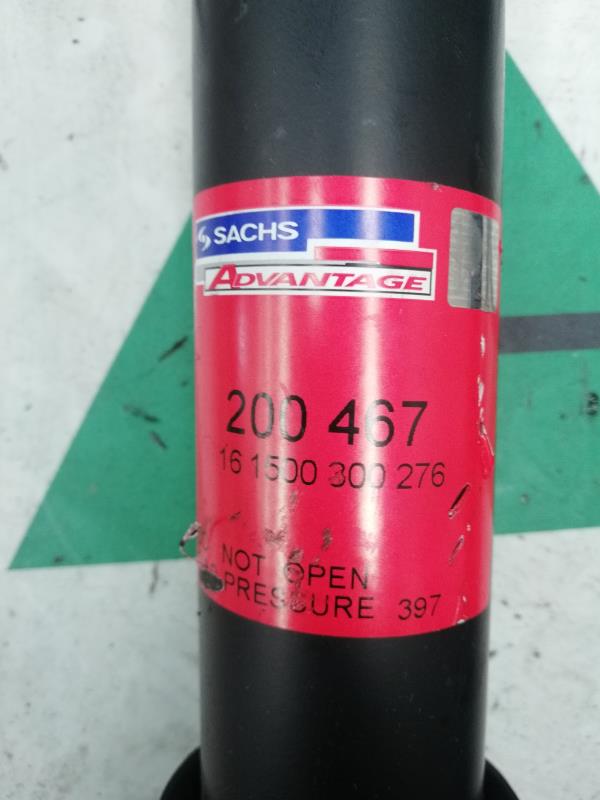 SACHS
ADVANTAGE
200 467
16 1500 300 276
NOT OPEN
PRESSURE 397